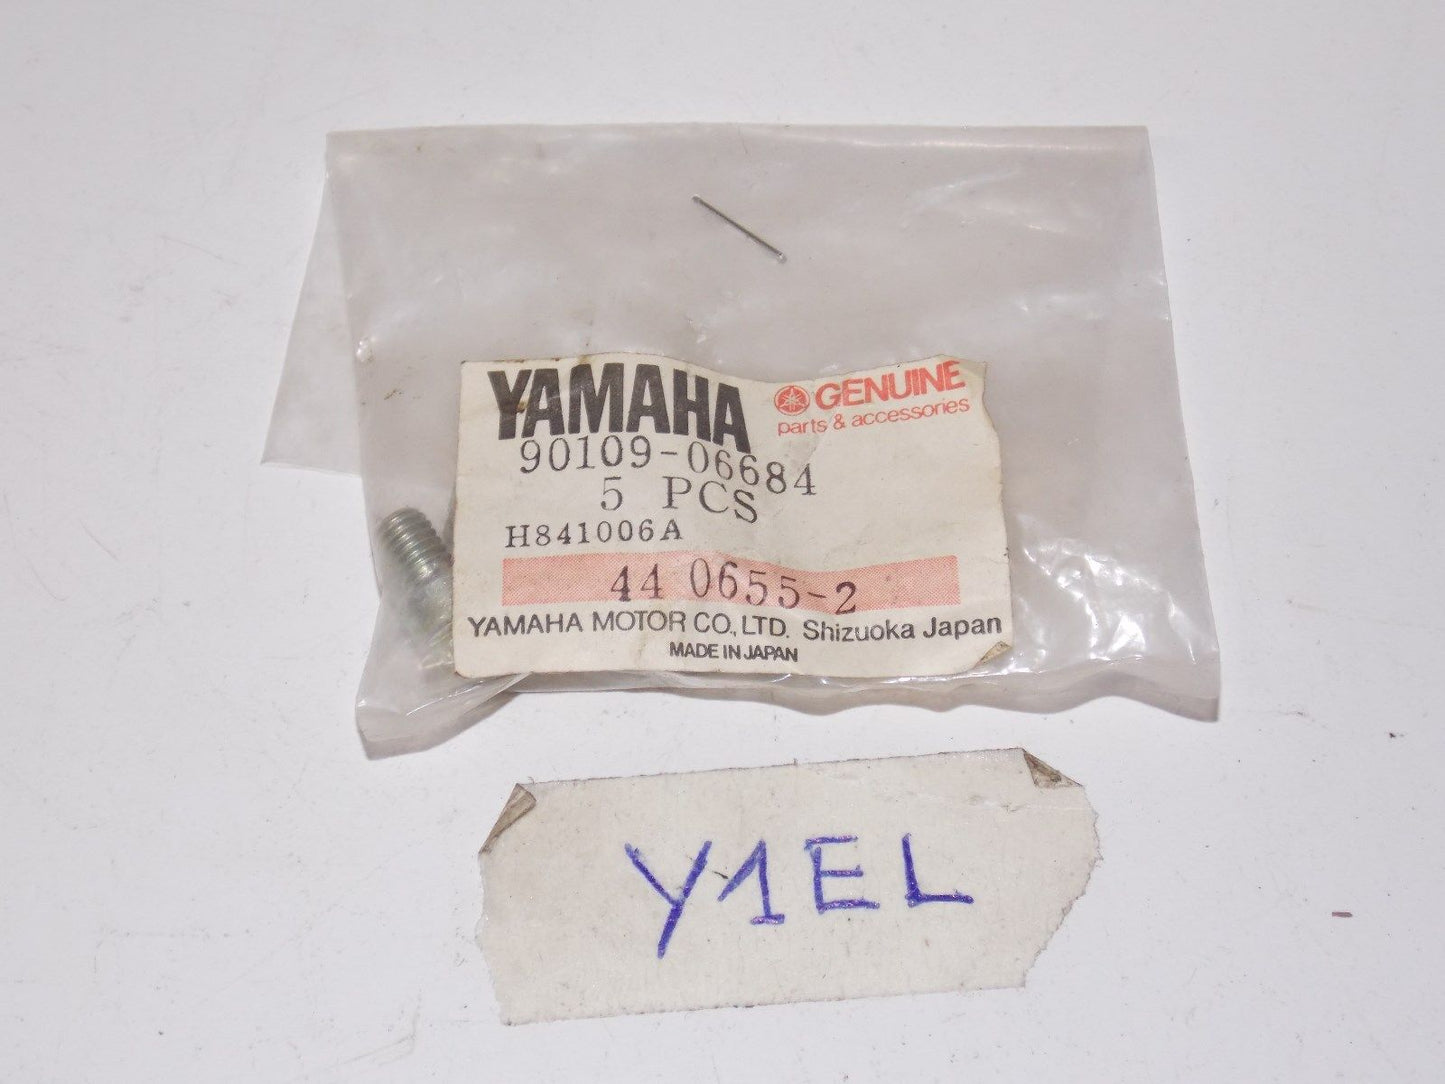 YAMAHA GENUINE
parts & accessories
90109-06684
5 PCS
H841006A
44 0655-2
YAMAHA MOTOR CO., LTD. Shizuoka Japan
MADE IN JAPAN
Y1EL